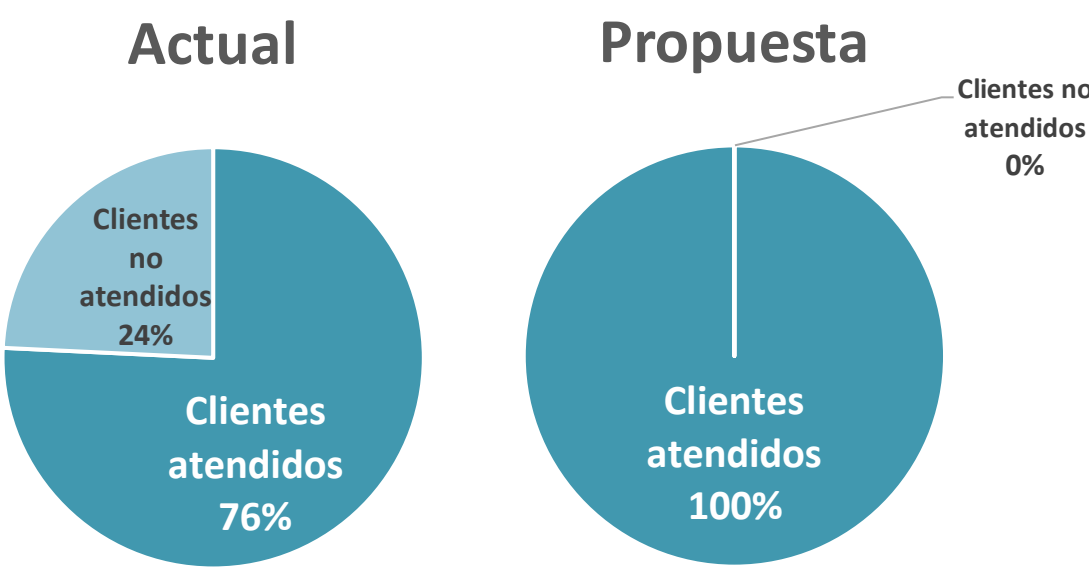 Actual
Clientes
no
atendidos
24%
Clientes
atendidos
76%
Propuesta
Clientes no
atendidos
0%
Clientes
atendidos
100%